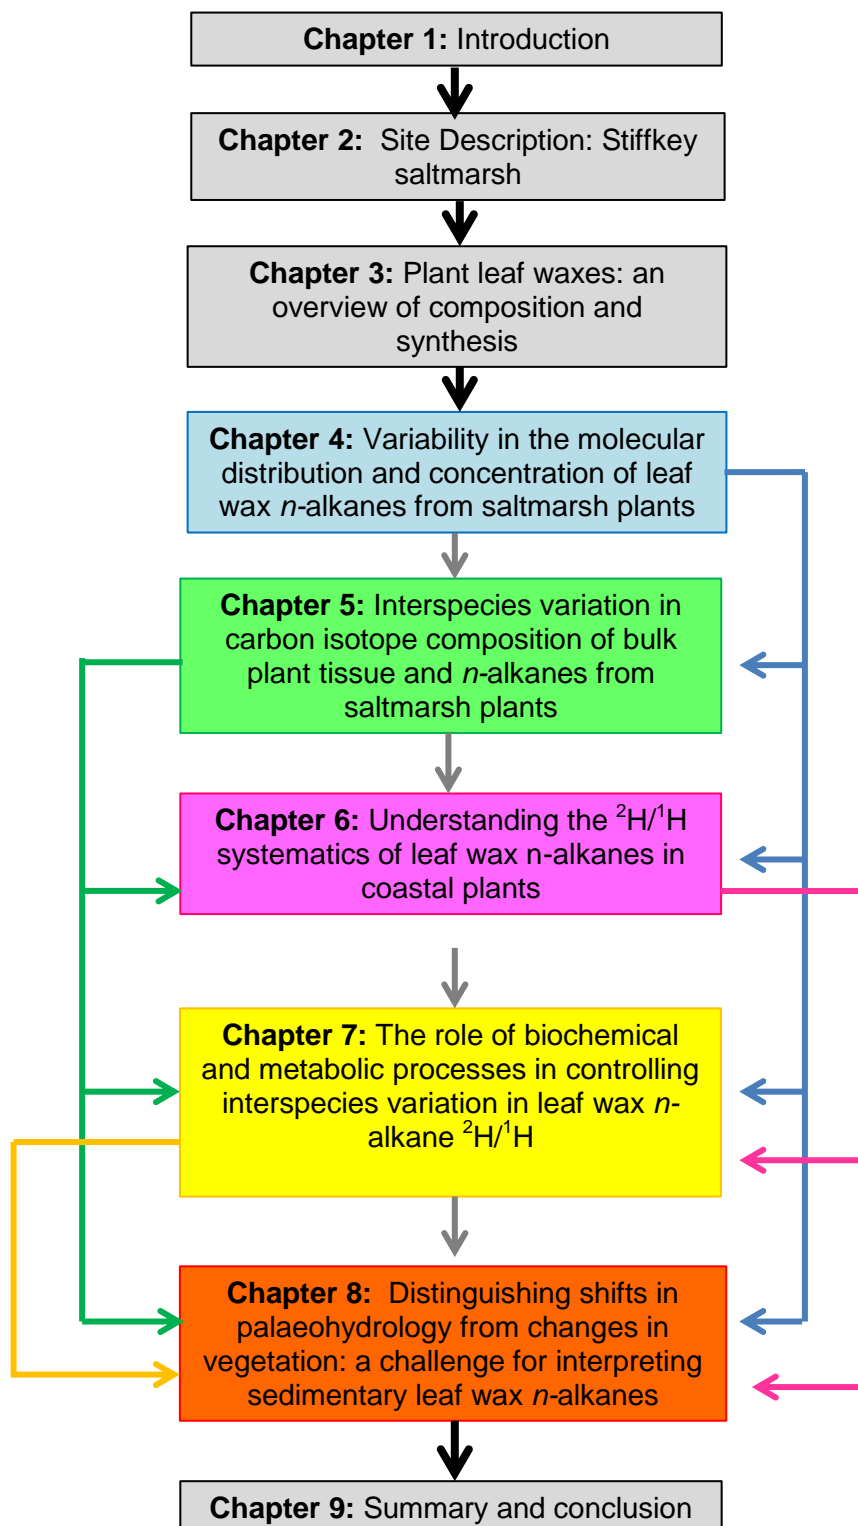 Chapter 1: Introduction
Chapter 2: Site Description: Stiffkey
saltmarsh
Chapter 3: Plant leaf waxes: an
overview of composition and
synthesis
Chapter 4: Variability in the molecular
distribution and concentration of leaf
wax n-alkanes from saltmarsh plants
Chapter 5: Interspecies variation in
carbon isotope composition of bulk
plant tissue and n-alkanes from
saltmarsh plants
Chapter 6: Understanding the ²H/¹H
systematics of leaf wax n-alkanes in
coastal plants
Chapter 7: The role of biochemical
and metabolic processes in controlling
interspecies variation in leaf wax n-
alkane ²H/¹H
Chapter 8: Distinguishing shifts in
palaeohydrology from changes in
vegetation: a challenge for interpreting
sedimentary leaf wax n-alkanes
Chapter 9: Summary and conclusion